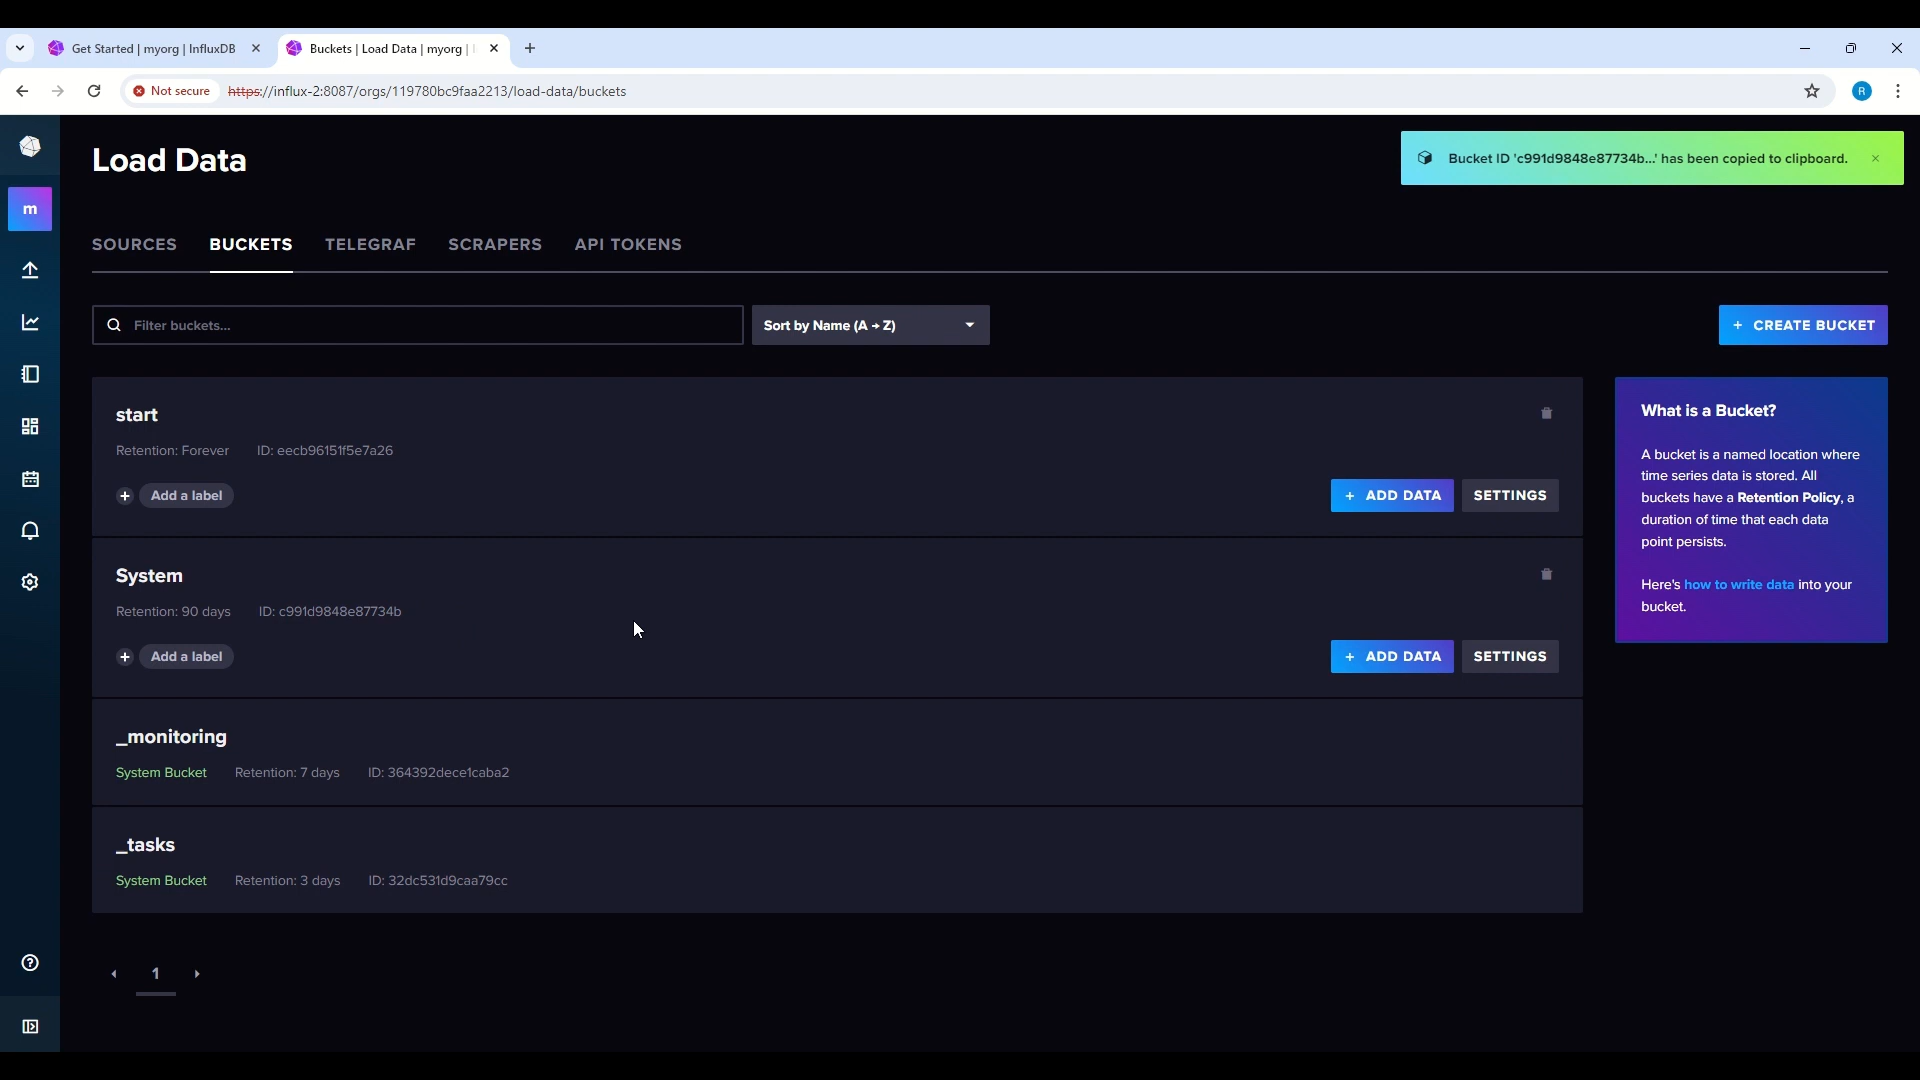 Get Started | myorg | InfluxDB
Buckets | Load Data | myorg |
Not secure
https://influx-2:8087/orgs/119780bc9faa2213/load-data/buckets
R
Load Data
Bucket ID 'c991d9848e87734b...' has been copied to clipboard.
m
SOURCES BUCKETS TELEGRAF SCRAPERS API TOKENS
Filter buckets...
Sort by Name (A → Z)
+ CREATE BUCKET
start
Retention: Forever ID: eecb96151f5e7a26
+ Add a label
+ ADD DATA SETTINGS
System
Retention: 90 days ID: c991d9848e87734b
+ Add a label
+ ADD DATA SETTINGS
_monitoring
System Bucket Retention: 7 days ID: 364392dece1caba2
_tasks
System Bucket Retention: 3 days ID: 32dc531d9caa79cc
1
What is a Bucket?
A bucket is a named location where
time series data is stored. All
buckets have a Retention Policy, a
duration of time that each data
point persists.
Here's how to write data into your
bucket.